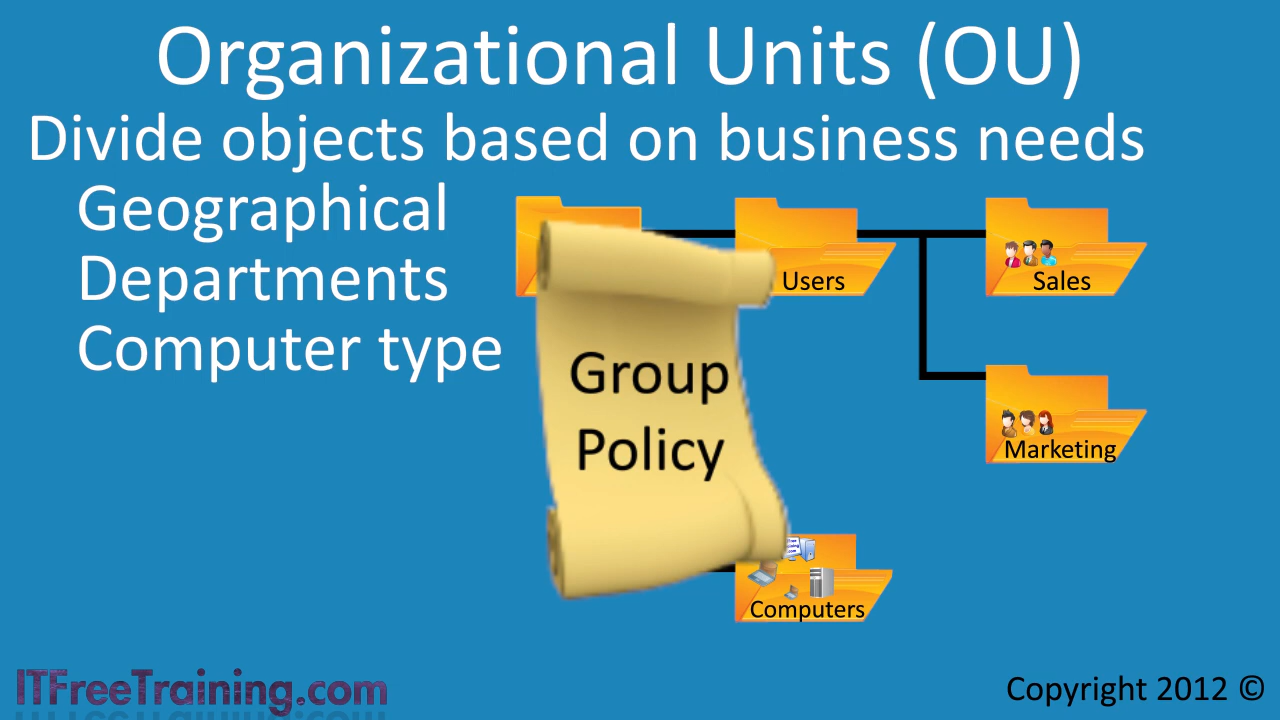 Organizational Units (OU)
Divide objects based on business needs
Geographical
Departments
Computer type
Users
Sales
Group
Policy
Marketing
Computers
ITFreeTraining.com
Copyright 2012 ©